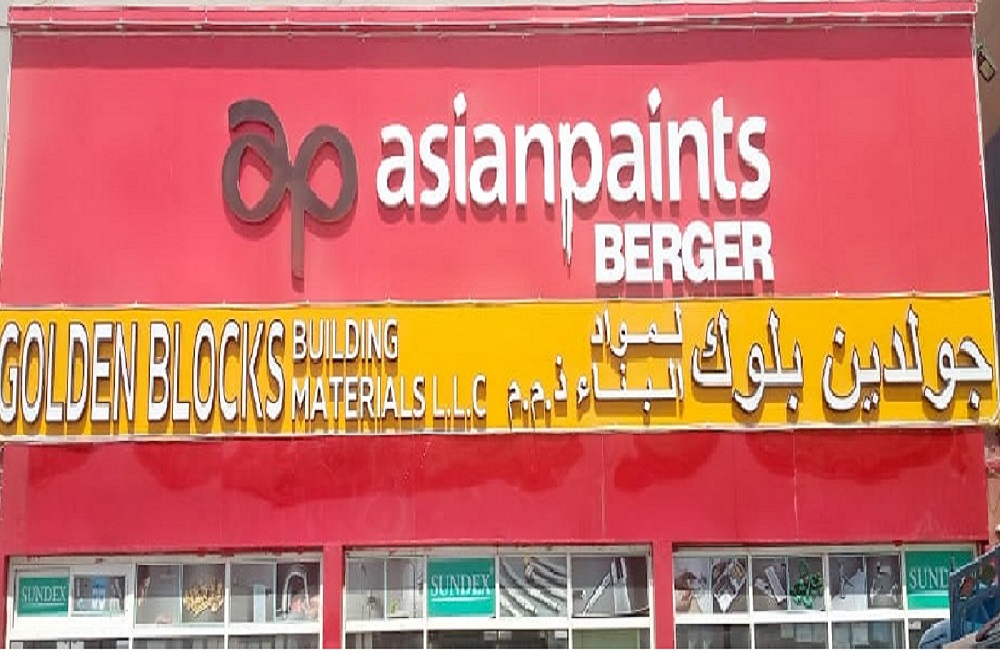 ap asianpaints
BERGER
GOLDEN BLOCKS BUILDING MATERIALS L.L.C
جولدين بلوك لمواد البناء ذ.م.م
SUNDEX
SUNDEX
SUND